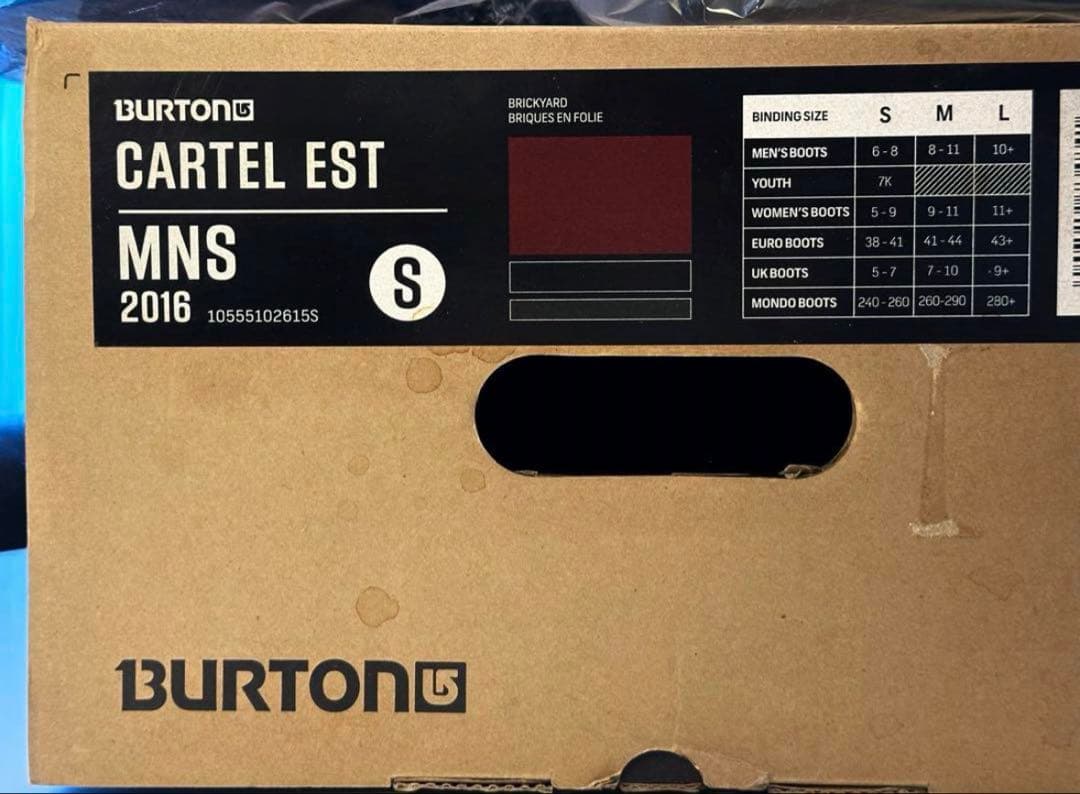 BURTON
CARTEL EST
MNS
2016 10555102615S
S
BRICKYARD
BRIQUES EN FOLIE
BINDING SIZE S M L
MEN'S BOOTS 6-8 8-11 10+
YOUTH 7K
WOMEN'S BOOTS 5-9 9-11 11+
EURO BOOTS 38-41 41-44 43+
UK BOOTS 5-7 7-10 9+
MONDO BOOTS 240-260 260-290 280+
BURTON